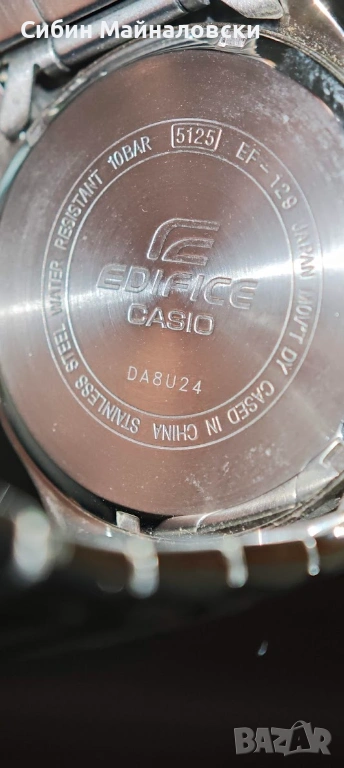 Сибин Майналовски
STAINLESS STEEL WATER RESISTANT 10BAR 5125 EF-129 JAPAN MOV'T DY CASED IN CHINA
EDIFICE
CASIO
DA8U24
BAZAR